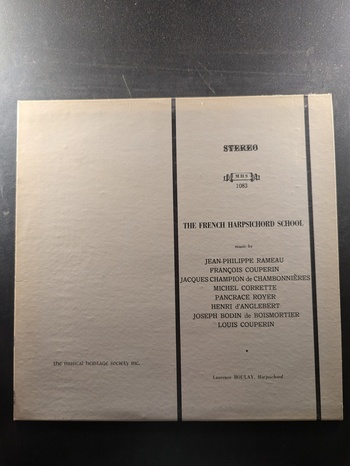 STEREO
MHS
1083
THE FRENCH HARPSICHORD SCHOOL
music by
JEAN-PHILIPPE RAMEAU
FRANÇOIS COUPERIN
JACQUES CHAMPION de CHAMBONNIÈRES
MICHEL CORRETTE
PANCRACE ROYER
HENRI d'ANGLEBERT
JOSEPH BODIN de BOISMORTIER
LOUIS COUPERIN
the musical heritage society inc.
Laurence BOULAY, Harpsichord